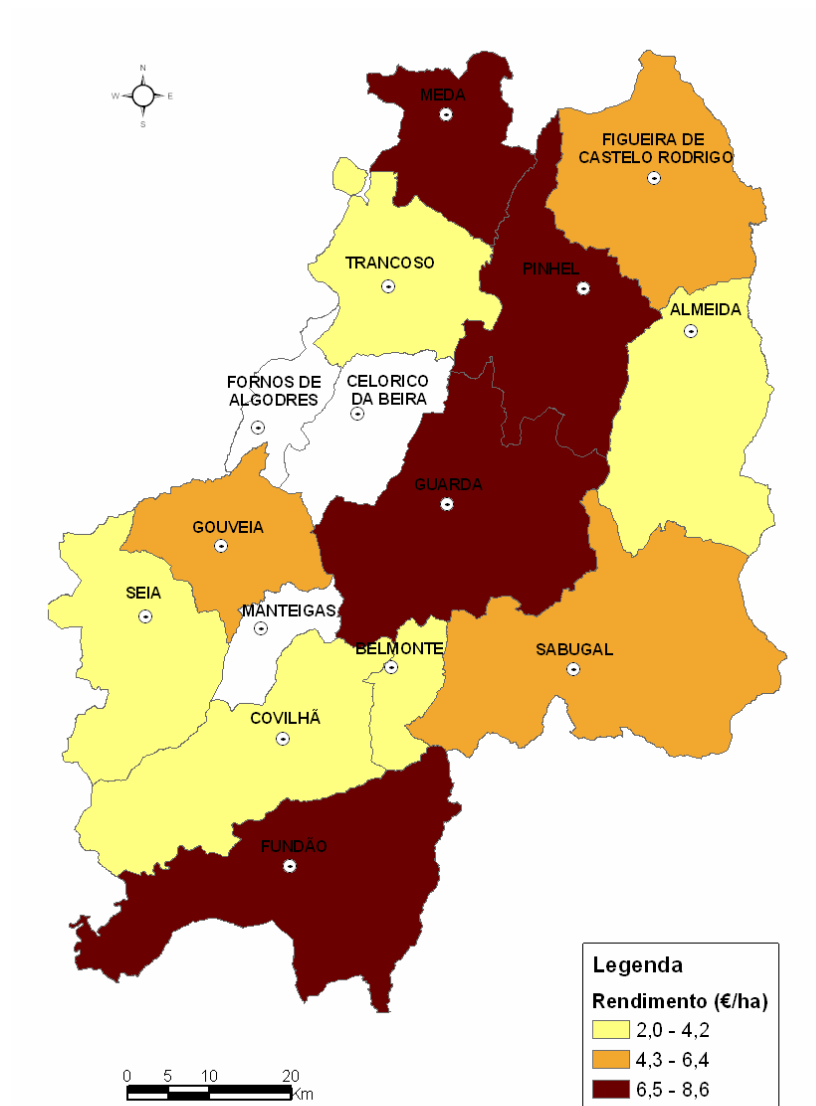 N
W E
S
MEDA
FIGUEIRA DE
CASTELO RODRIGO
TRANCOSO
PINHEL
ALMEIDA
FORNOS DE
ALGODRES
CELORICO
DA BEIRA
GUARDA
GOUVEIA
SEIA
MANTEIGAS
BELMONTE
SABUGAL
COVILHÃ
FUNDÃO
Legenda
Rendimento (€/ha)
2,0 - 4,2
4,3 - 6,4
6,5 - 8,6
0 5 10 20
Km